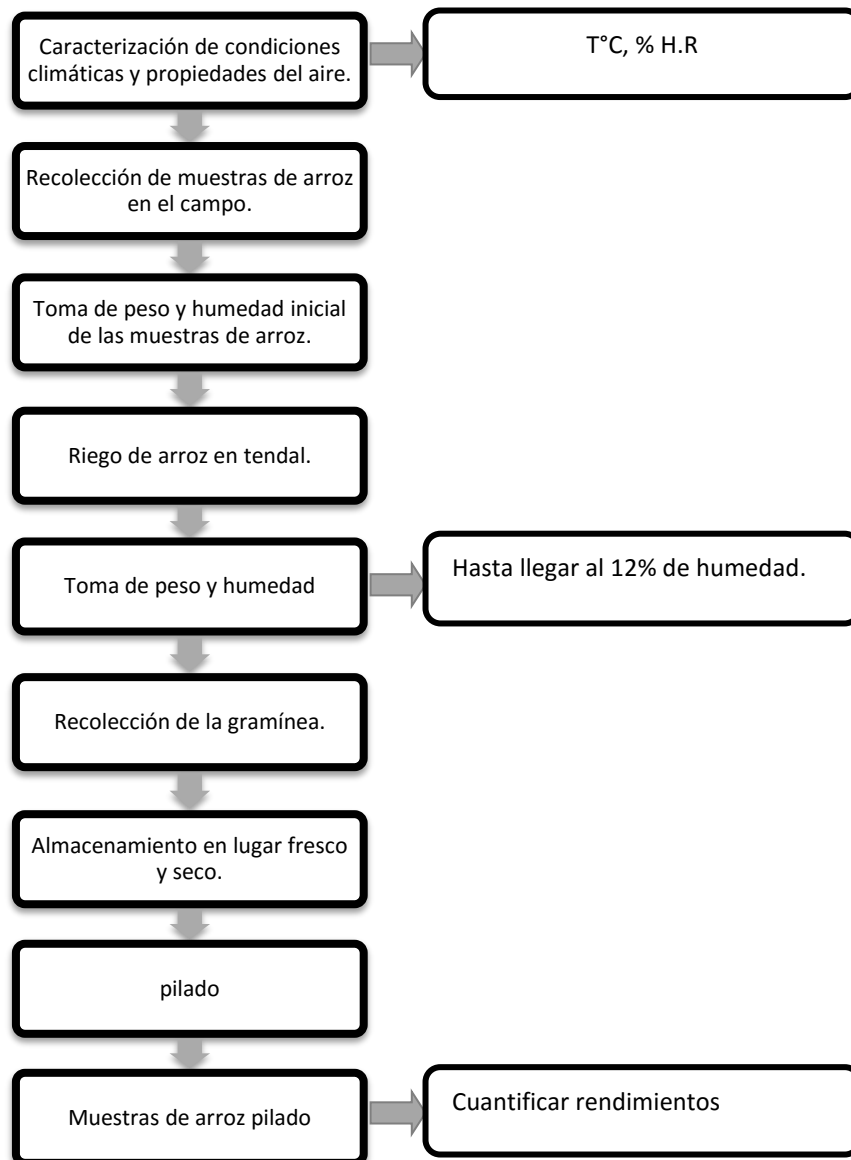 Caracterización de condiciones
climáticas y propiedades del aire.
T°C, % H.R
Recolección de muestras de arroz
en el campo.
Toma de peso y humedad inicial
de las muestras de arroz.
Riego de arroz en tendal.
Toma de peso y humedad
Hasta llegar al 12% de humedad.
Recolección de la gramínea.
Almacenamiento en lugar fresco
y seco.
pilado
Muestras de arroz pilado
Cuantificar rendimientos